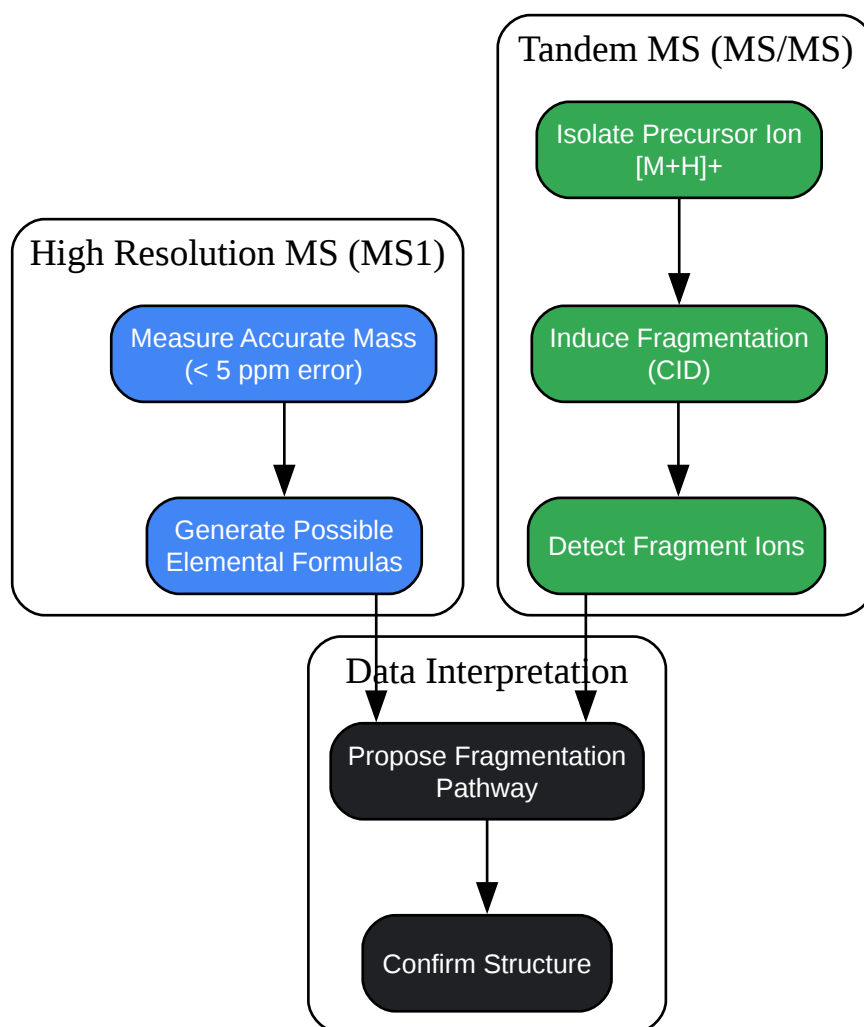 Tandem MS (MS/MS)
Isolate Precursor Ion
[M+H]+
High Resolution MS (MS1)
Measure Accurate Mass
(< 5 ppm error)
Induce Fragmentation
(CID)
Generate Possible
Elemental Formulas
Detect Fragment Ions
Data Interpretation
Propose Fragmentation
Pathway
Confirm Structure